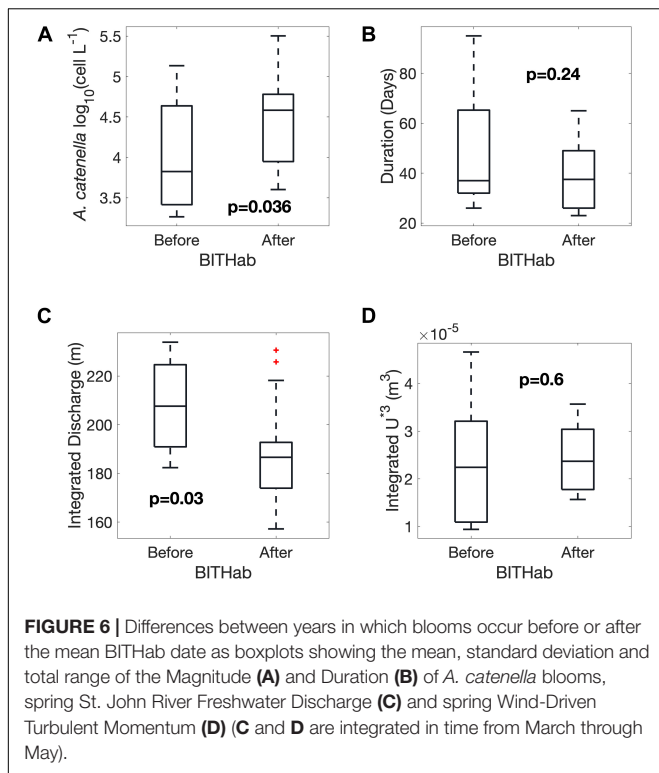 A
B
A. catenella log10(cell L-1)
5.5
5
4.5
4
3.5
p=0.036
Before
After
BITHab
Duration (Days)
80
60
40
20
p=0.24
Before
After
BITHab
C
D
Integrated Discharge (m)
220
200
180
160
p=0.03
Before
After
BITHab
×10-5
Integrated U*3 (m3)
4
3
2
1
p=0.6
Before
After
BITHab
FIGURE 6 | Differences between years in which blooms occur before or after
the mean BITHab date as boxplots showing the mean, standard deviation and
total range of the Magnitude (A) and Duration (B) of A. catenella blooms,
spring St. John River Freshwater Discharge (C) and spring Wind-Driven
Turbulent Momentum (D) (C and D are integrated in time from March through
May).